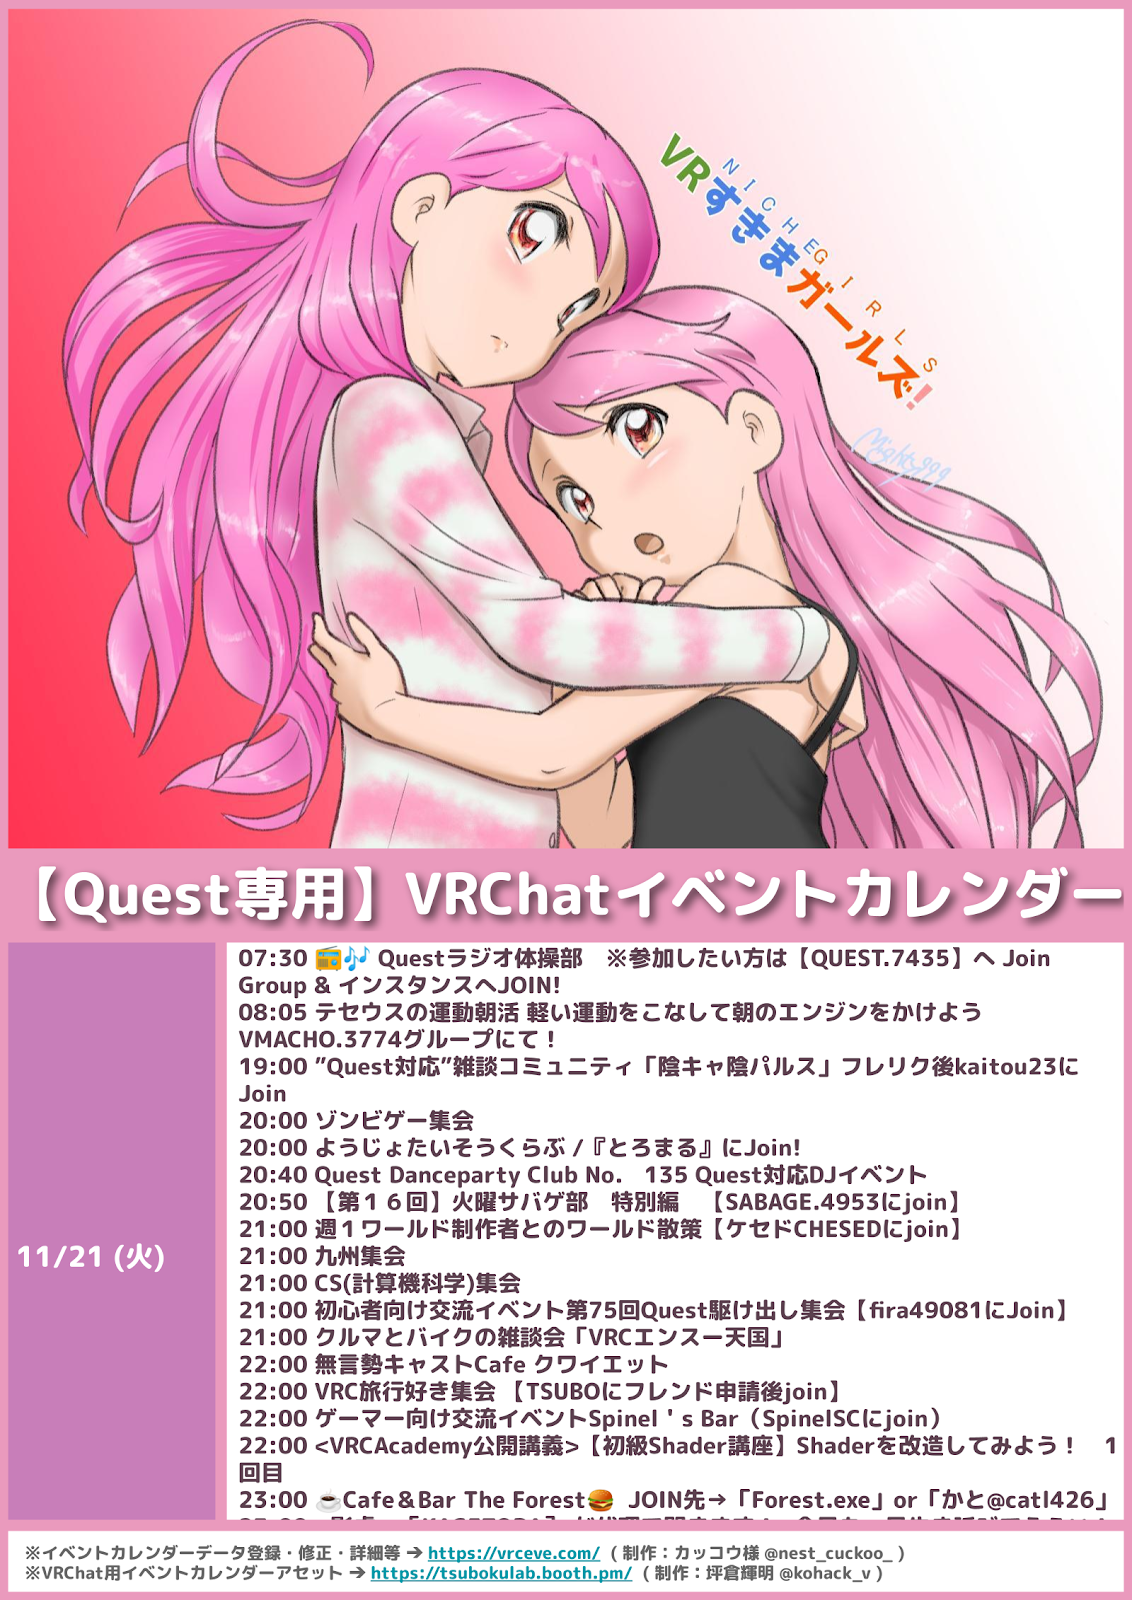 NICHE GIRLS
VRすきまガールズ!
Mighty999
【Quest専用】VRChatイベントカレンダー
11/21 (火)
07:30 📻🎶 Questラジオ体操部　※参加したい方は【QUEST.7435】へ Join
Group & インスタンスへJOIN!
08:05 テセウスの運動朝活 軽い運動をこなして朝のエンジンをかけよう
VMACHO.3774グループにて！
19:00 ”Quest対応”雑談コミュニティ「陰キャ陰パルス」フレリク後kaitou23に
Join
20:00 ゾンビゲー集会
20:00 ようじょたいそうくらぶ /『とろまる』にJoin!
20:40 Quest Danceparty Club No.　135 Quest対応DJイベント
20:50 【第１６回】火曜サバゲ部　特別編　【SABAGE.4953にjoin】
21:00 週１ワールド制作者とのワールド散策【ケセドCHESEDにjoin】
21:00 九州集会
21:00 CS(計算機科学)集会
21:00 初心者向け交流イベント第75回Quest駆け出し集会【fira49081にJoin】
21:00 クルマとバイクの雑談会「VRCエンスー天国」
22:00 無言勢キャストCafe クワイエット
22:00 VRC旅行好き集会 【TSUBOにフレンド申請後join】
22:00 ゲーマー向け交流イベントSpinel＇s Bar（SpinelSCにjoin）
22:00 <VRCAcademy公開講義>【初級Shader講座】Shaderを改造してみよう！　1
回目
23:00 ☕Cafe＆Bar The Forest🍔 JOIN先→「Forest.exe」or「かと@catl426」
※イベントカレンダーデータ登録・修正・詳細等 ➔ https://vrceve.com/ （制作：カッコウ様 @nest_cuckoo_ ）
※VRChat用イベントカレンダーアセット ➔ https://tsubokulab.booth.pm/ （制作：坪倉輝明 @kohack_v ）